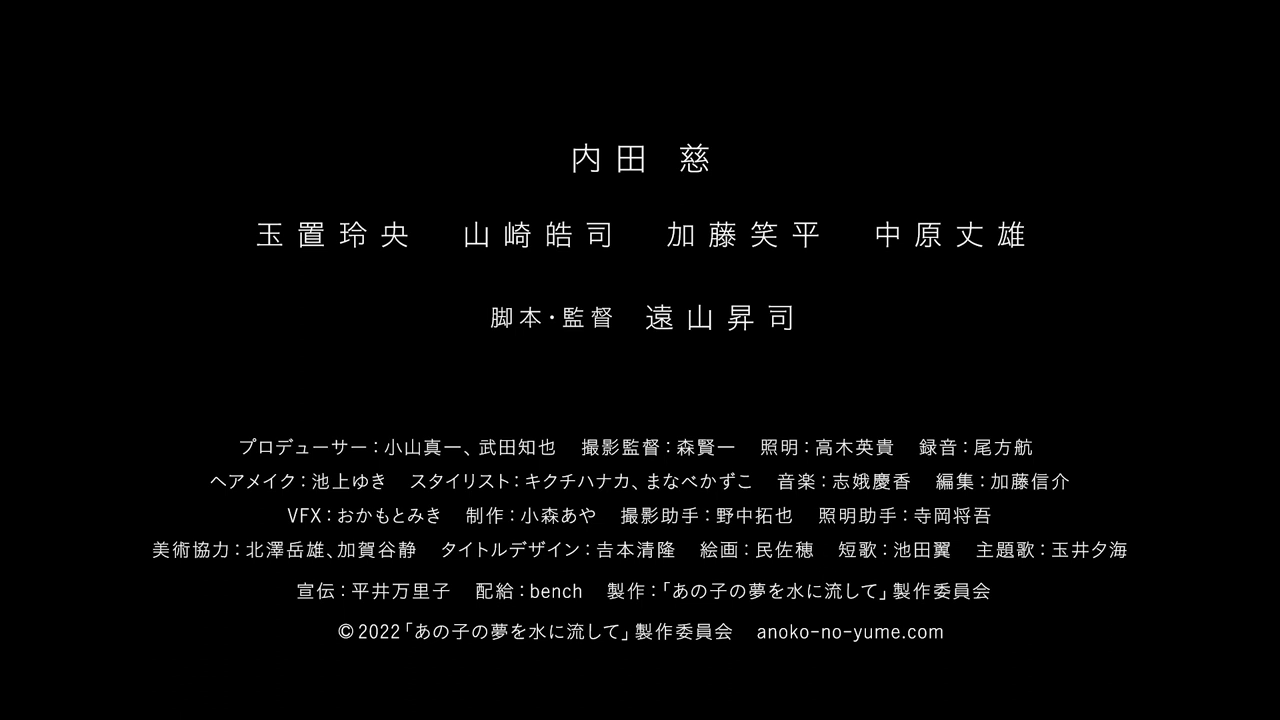 内田 慈
玉置玲央 山崎皓司 加藤笑平 中原丈雄
脚本・監督 遠山昇司
プロデューサー：小山真一、武田知也 撮影監督：森賢一 照明：高木英貴 録音：尾方航
ヘアメイク：池上ゆき スタイリスト：キクチハナカ、まなべかずこ 音楽：志娥慶香 編集：加藤信介
VFX：おかもとみき 制作：小森あや 撮影助手：野中拓也 照明助手：寺岡将吾
美術協力：北澤岳雄、加賀谷静 タイトルデザイン：𠮷本清隆 絵画：民佐穂 短歌：池田翼 主題歌：玉井夕海
宣伝：平井万里子 配給：bench 製作：「あの子の夢を水に流して」製作委員会
©2022「あの子の夢を水に流して」製作委員会 anoko-no-yume.com